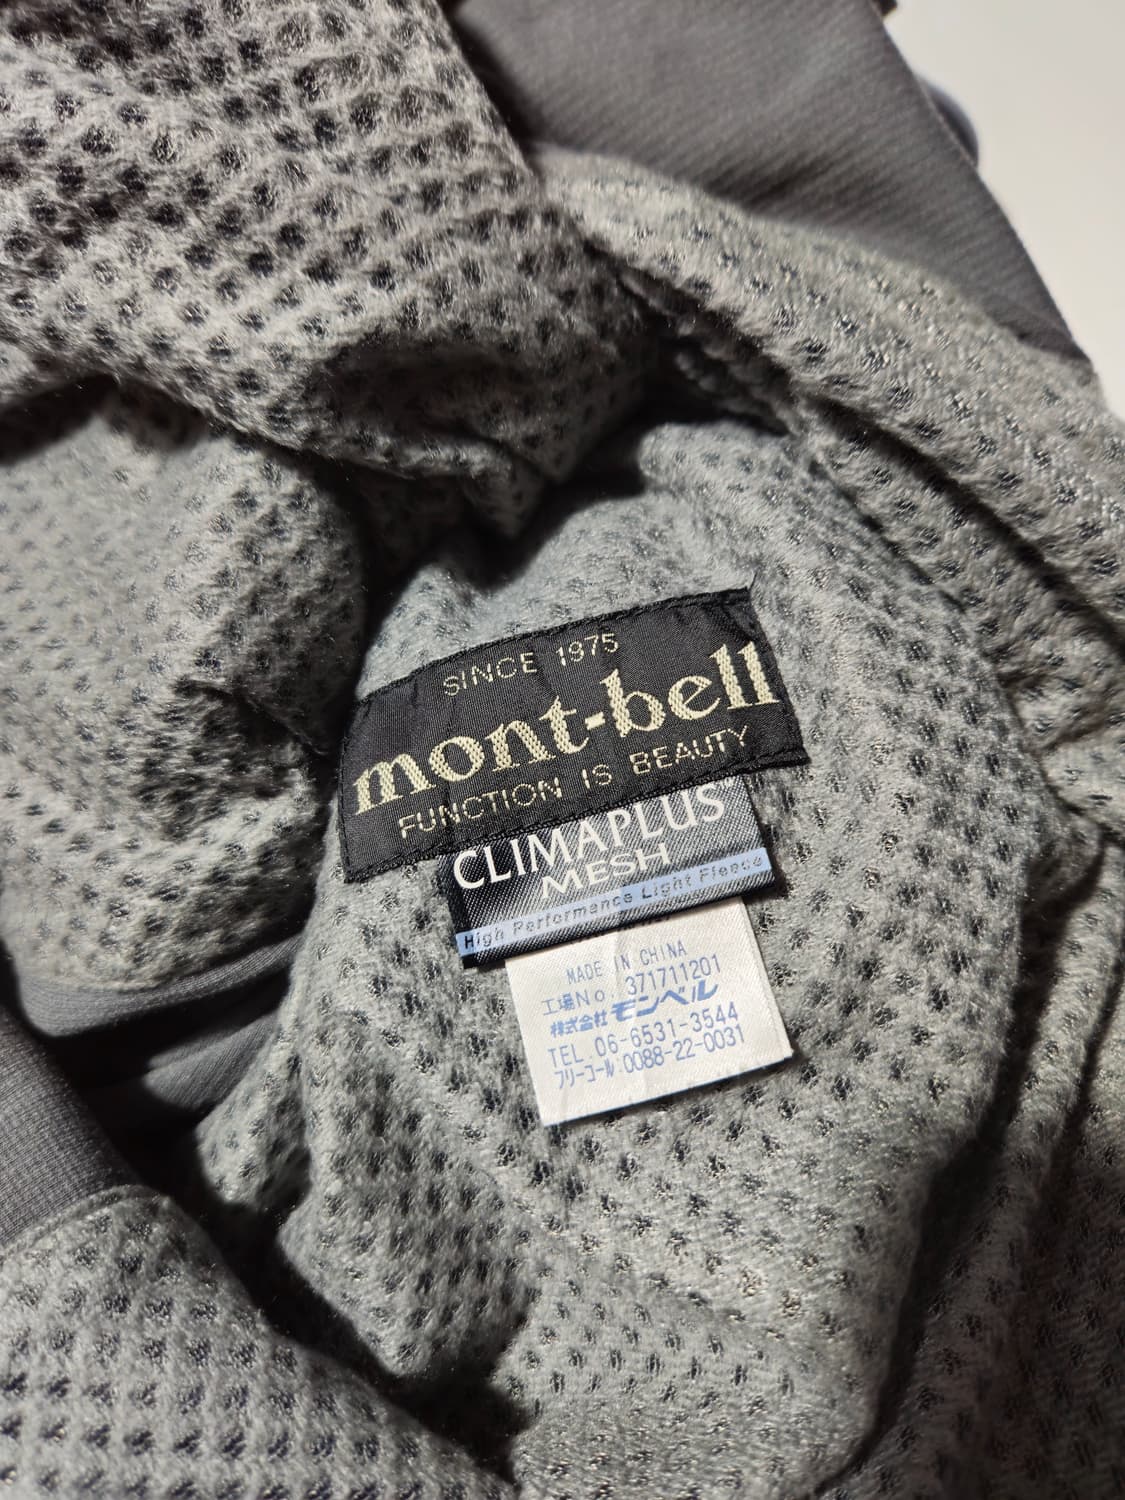 SINCE 1975
mont-bell
FUNCTION IS BEAUTY
CLIMAPLUS
MESH
High Performance Light Fleece
MADE IN CHINA
工場No. 371711201
株式会社モンベル
TEL.06-6531-3544
フリーコール.0088-22-0031